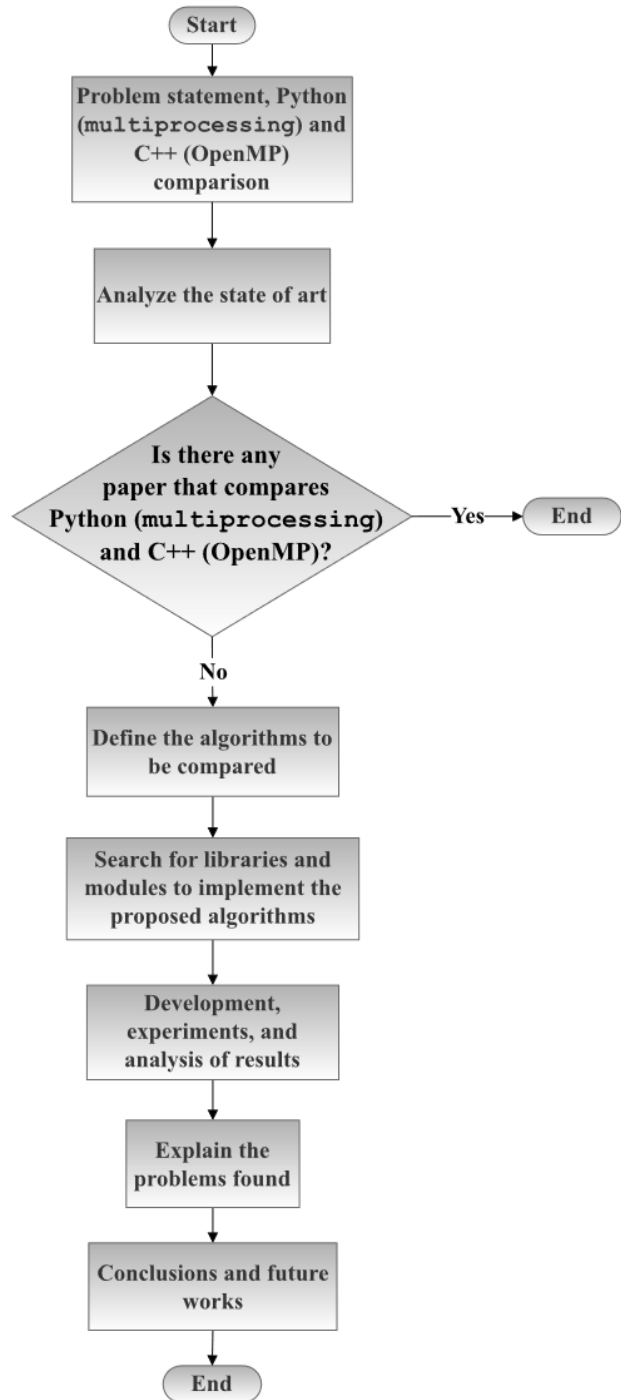 Start
Problem statement, Python
(multiprocessing) and
C++ (OpenMP)
comparison
Analyze the state of art
Is there any
paper that compares
Python (multiprocessing)
and C++ (OpenMP)?
Yes
End
No
Define the algorithms to
be compared
Search for libraries and
modules to implement the
proposed algorithms
Development,
experiments, and
analysis of results
Explain the
problems found
Conclusions and future
works
End